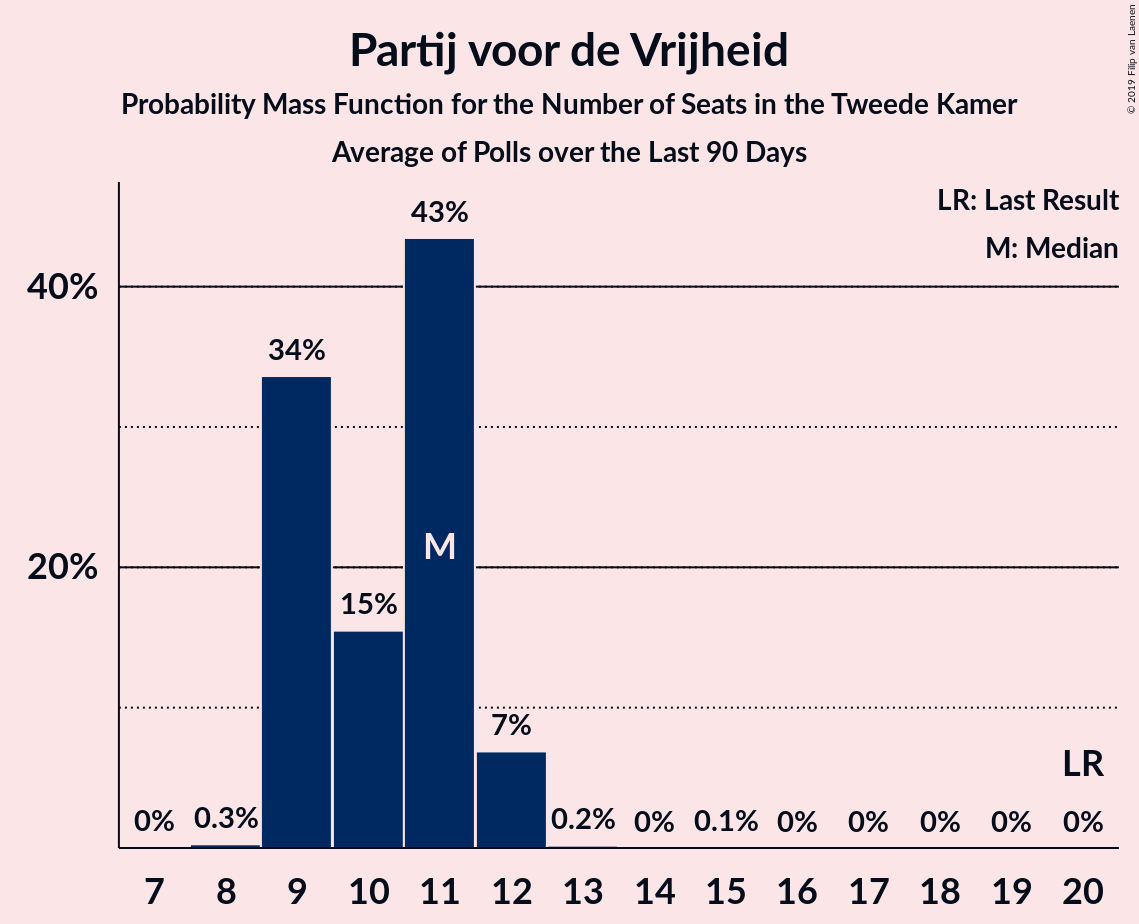 Partij voor de Vrijheid
Probability Mass Function for the Number of Seats in the Tweede Kamer
Average of Polls over the Last 90 Days
© 2019 Filip van Laenen
LR: Last Result
M: Median
43%
40%
34%
M
20%
15%
7%
LR
0% 0.3% 0.2% 0% 0.1% 0% 0% 0% 0% 0%
7 8 9 10 11 12 13 14 15 16 17 18 19 20